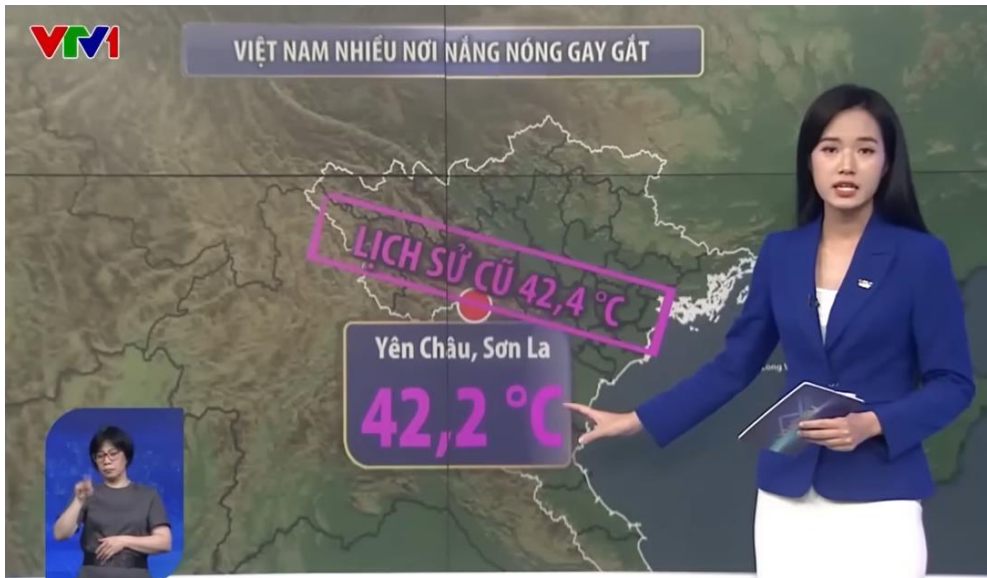 VTV1
VIỆT NAM NHIỀU NƠI NẮNG NÓNG GAY GẮT
LỊCH SỬ CŨ 42,4 °C
Yên Châu, Sơn La
42,2 °C